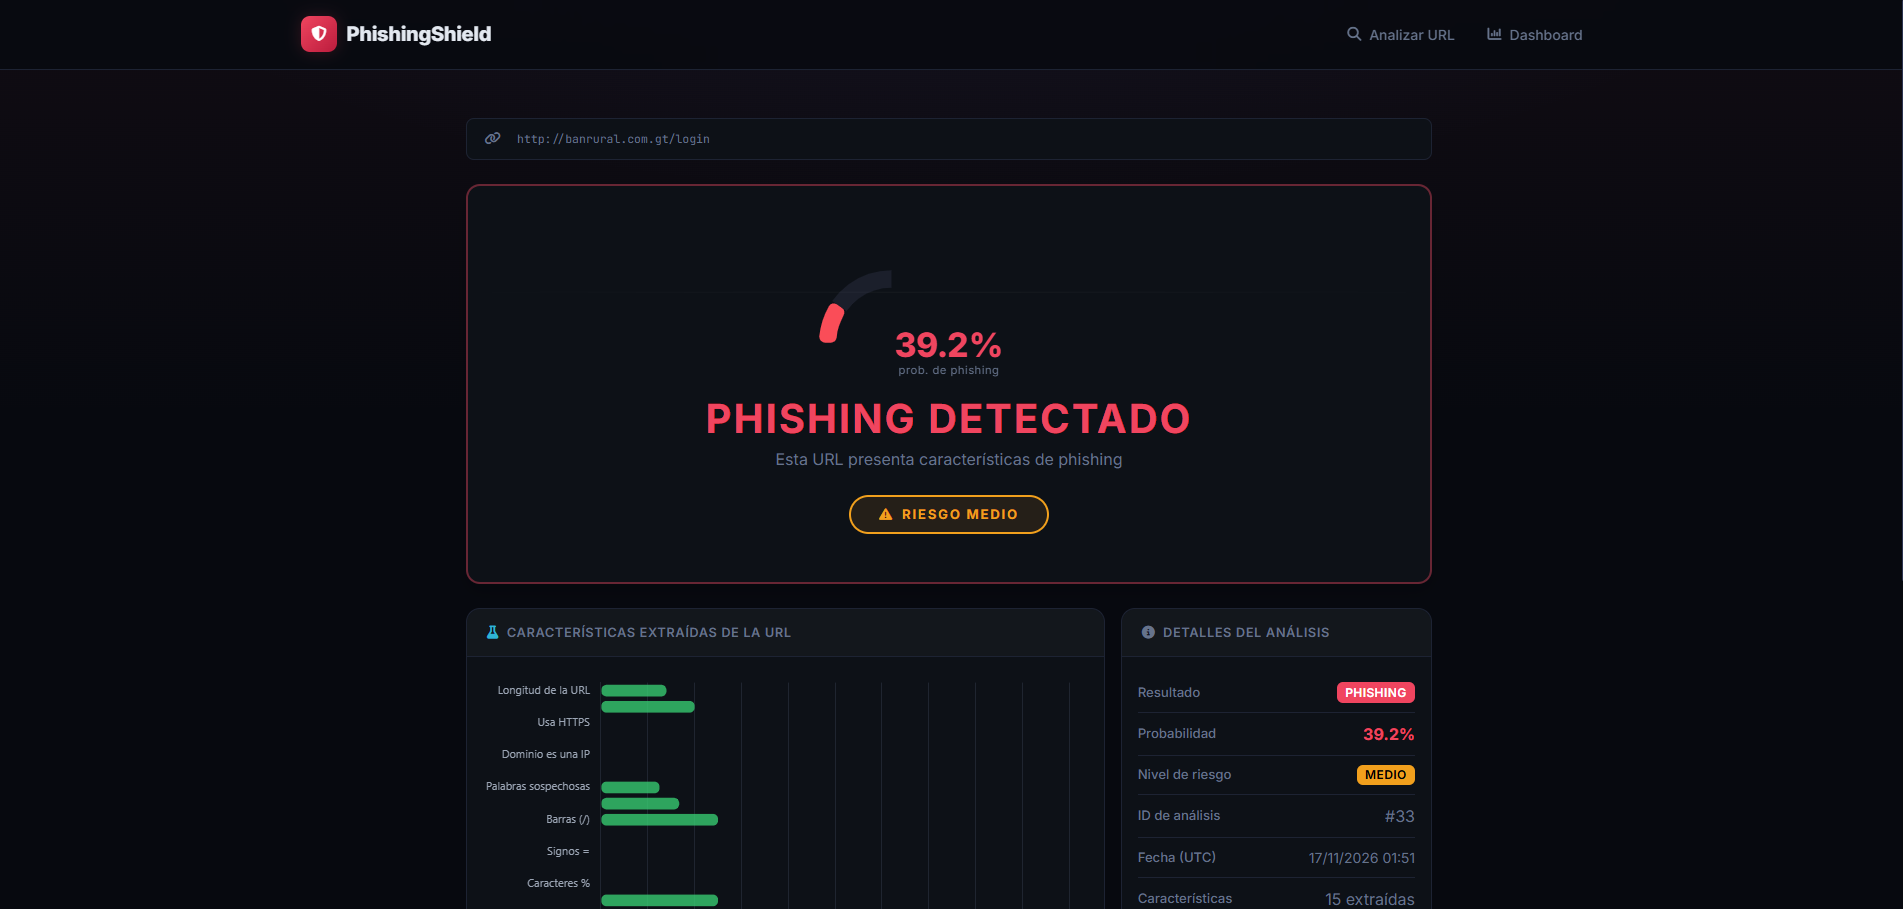 PhishingShield
Analizar URL
Dashboard
http://banrural.com.gt/login
39.2%
prob. de phishing
PHISHING DETECTADO
Esta URL presenta características de phishing
RIESGO MEDIO
CARACTERÍSTICAS EXTRAÍDAS DE LA URL
Longitud de la URL
Usa HTTPS
Dominio es una IP
Palabras sospechosas
Barras (/)
Signos =
Caracteres %
DETALLES DEL ANÁLISIS
Resultado PHISHING
Probabilidad 39.2%
Nivel de riesgo MEDIO
ID de análisis #33
Fecha (UTC) 17/11/2026 01:51
Características 15 extraídas